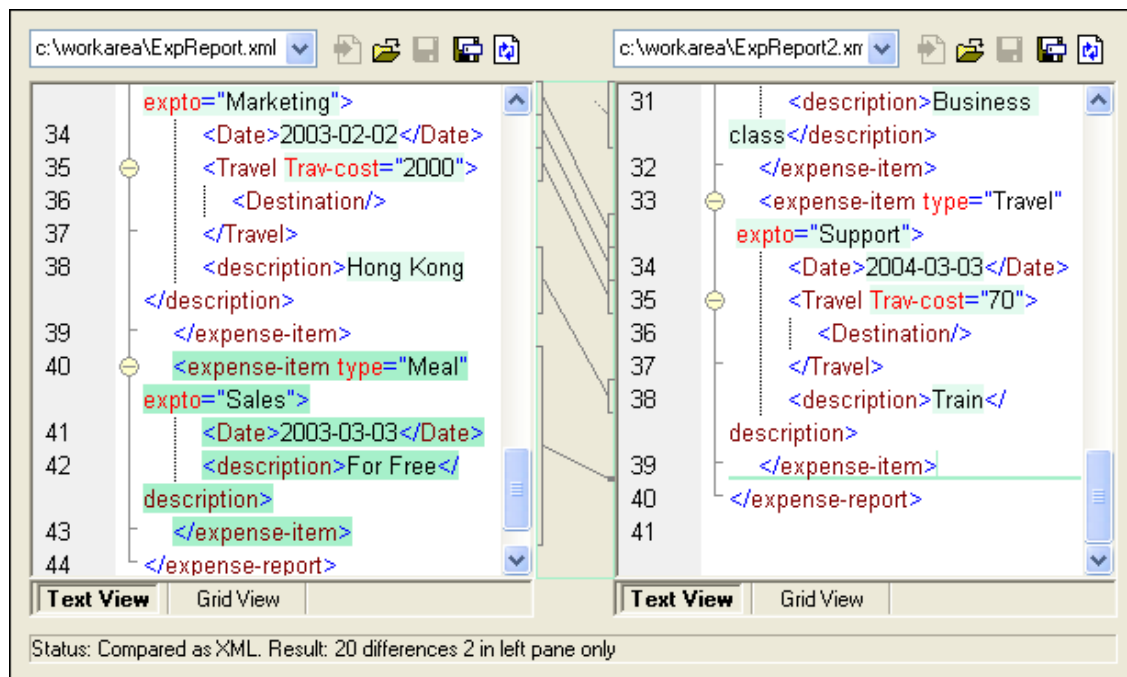 c:\workarea\ExpReport.xml
expto="Marketing">
34 <Date>2003-02-02</Date>
35 <Travel Trav-cost="2000">
36 <Destination/>
37 </Travel>
38 <description>Hong Kong
</description>
39 </expense-item>
40 <expense-item type="Meal"
expto="Sales">
41 <Date>2003-03-03</Date>
42 <description>For Free</
description>
43 </expense-item>
44 </expense-report>
Text View Grid View
c:\workarea\ExpReport2.xm
31 <description>Business
class</description>
32 </expense-item>
33 <expense-item type="Travel"
expto="Support">
34 <Date>2004-03-03</Date>
35 <Travel Trav-cost="70">
36 <Destination/>
37 </Travel>
38 <description>Train</
description>
39 </expense-item>
40 </expense-report>
41
Text View Grid View
Status: Compared as XML. Result: 20 differences 2 in left pane only